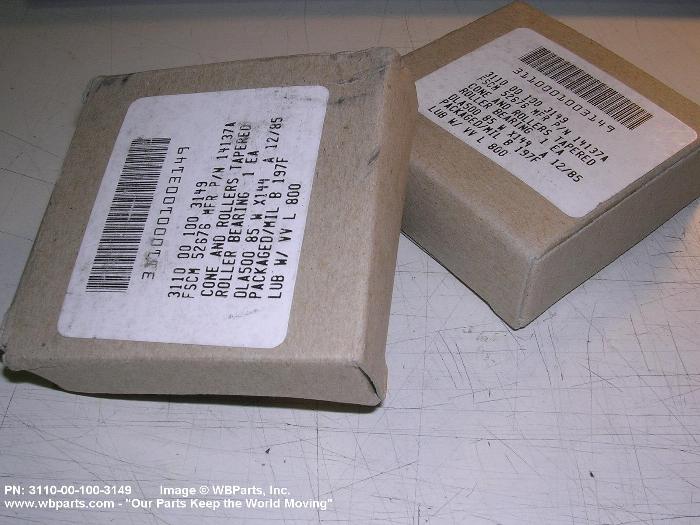 3110001003149
3110 00 100 3149
FSCM 52676 MFR P/N 14137A
CONE AND ROLLERS TAPERED
ROLLER BEARING 1 EA
DLA500 85 W X144 A 12/85
PACKAGED/MIL B 197F
LUB W/ VV L 800
3110001003149
3110 00 100 3149
FSCM 52676 MFR P/N 14137A
CONE AND ROLLERS TAPERED
ROLLER BEARING 1 EA
DLA500 85 W X144 A 12/85
PACKAGED/MIL B 197F
LUB W/ VV L 800
PN: 3110-00-100-3149 Image © WBParts, Inc.
www.wbparts.com - "Our Parts Keep the World Moving"